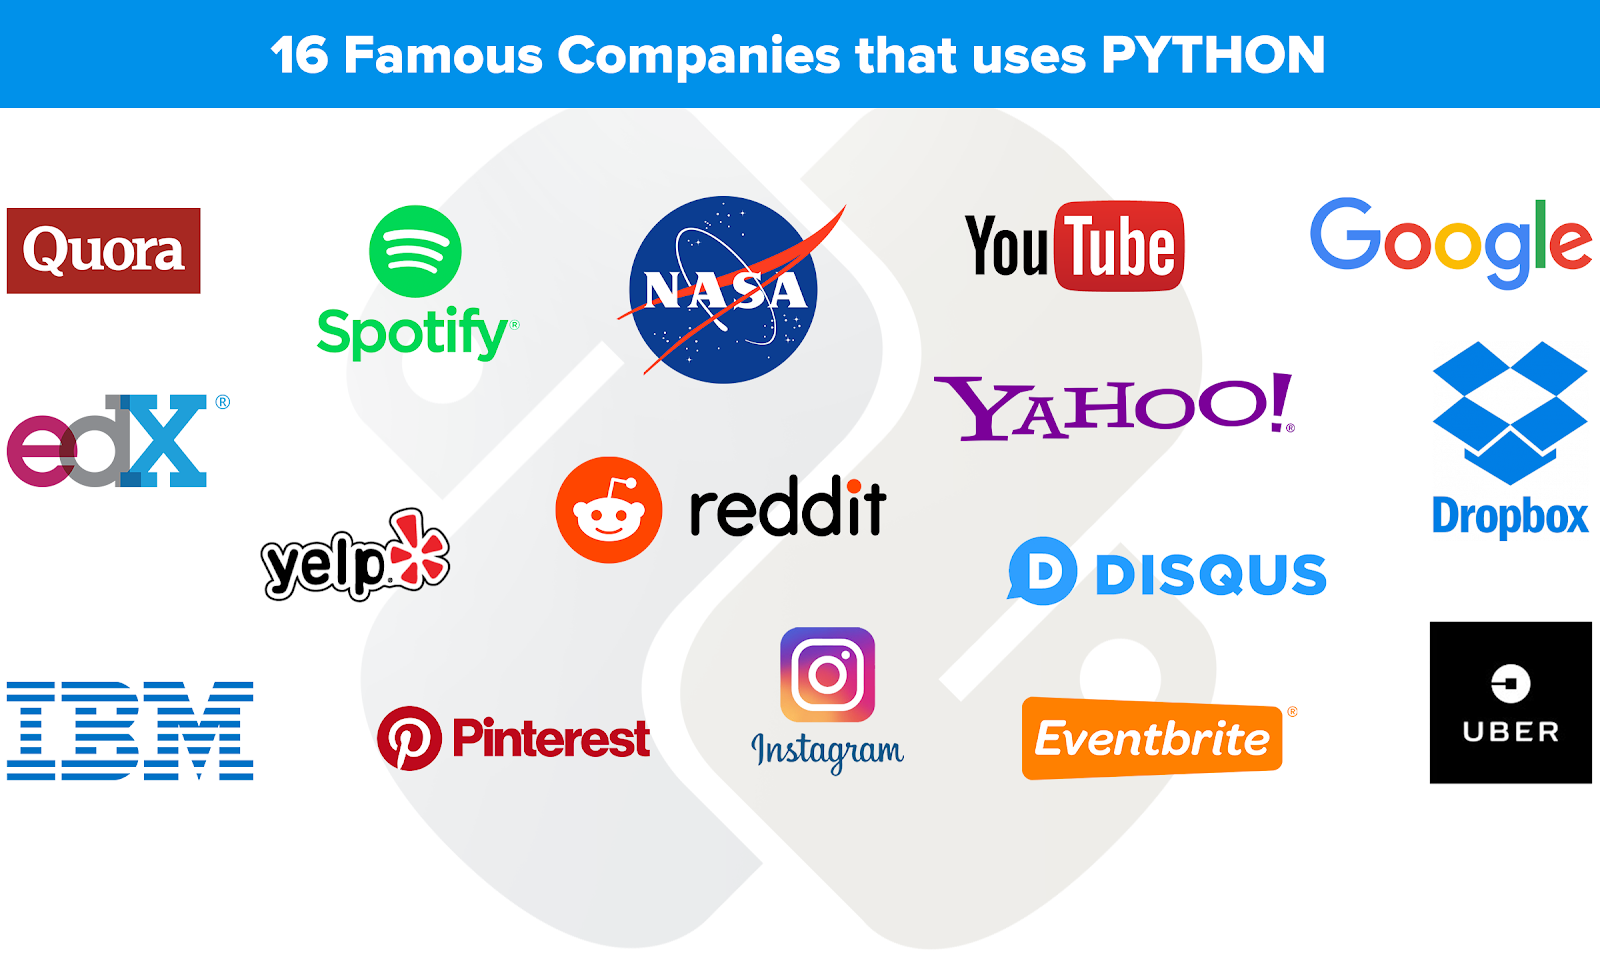 16 Famous Companies that uses PYTHON
Quora
Spotify®
NASA
YouTube
Google
edX®
YAHOO!®
Dropbox
yelp
reddit
D DISQUS
IBM
Pinterest
Instagram
Eventbrite®
UBER